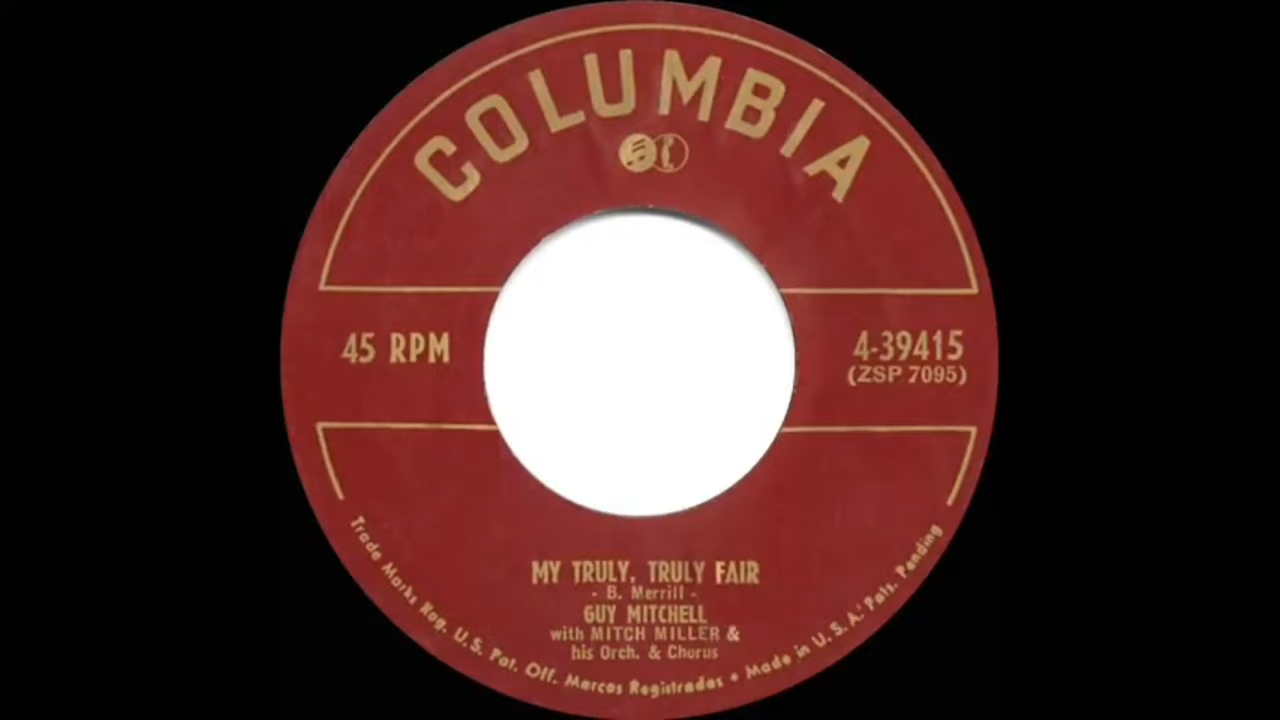 COLUMBIA
45 RPM
4-39415
(ZSP 7095)
MY TRULY, TRULY FAIR
- B. Merrill -
GUY MITCHELL
with MITCH MILLER &
his Orch. & Chorus
Trade Marks Reg. U.S. Pat. Off. Marcas Registradas • Made in U.S.A. Pats. Pending